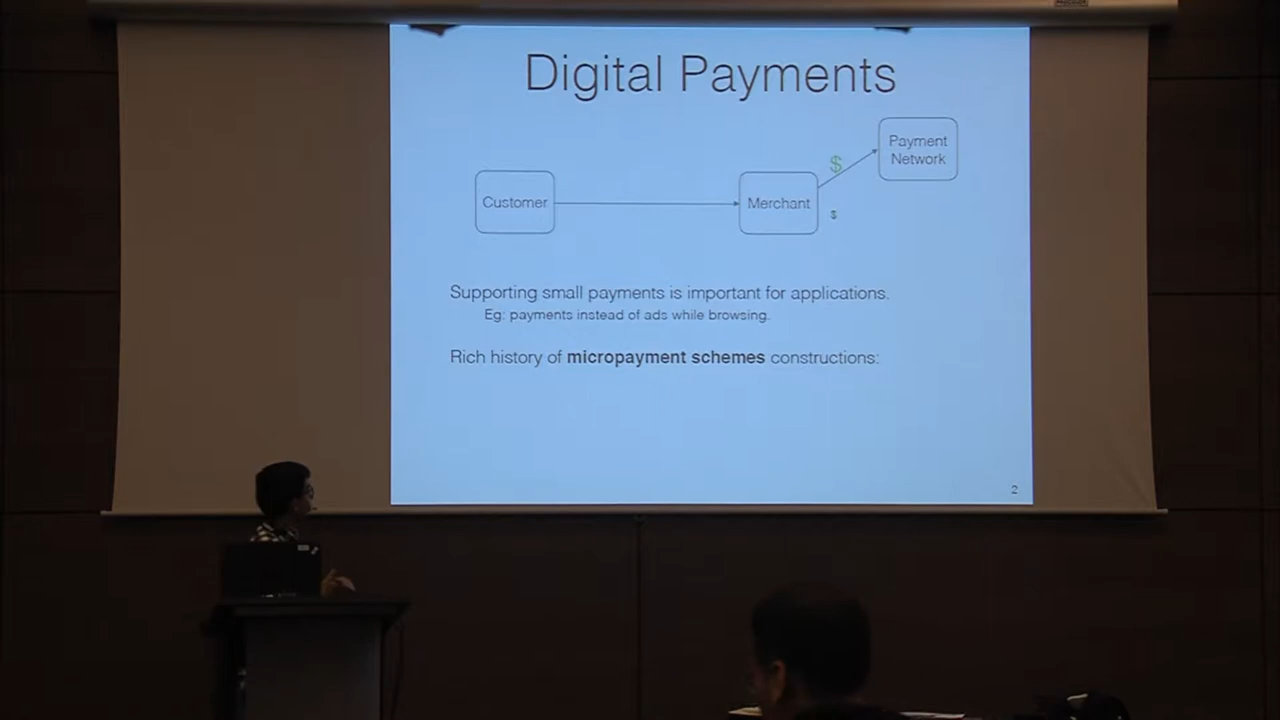 Digital Payments
Payment
Network
$
Customer
Merchant
$
Supporting small payments is important for applications.
Eg: payments instead of ads while browsing.
Rich history of micropayment schemes constructions:
2